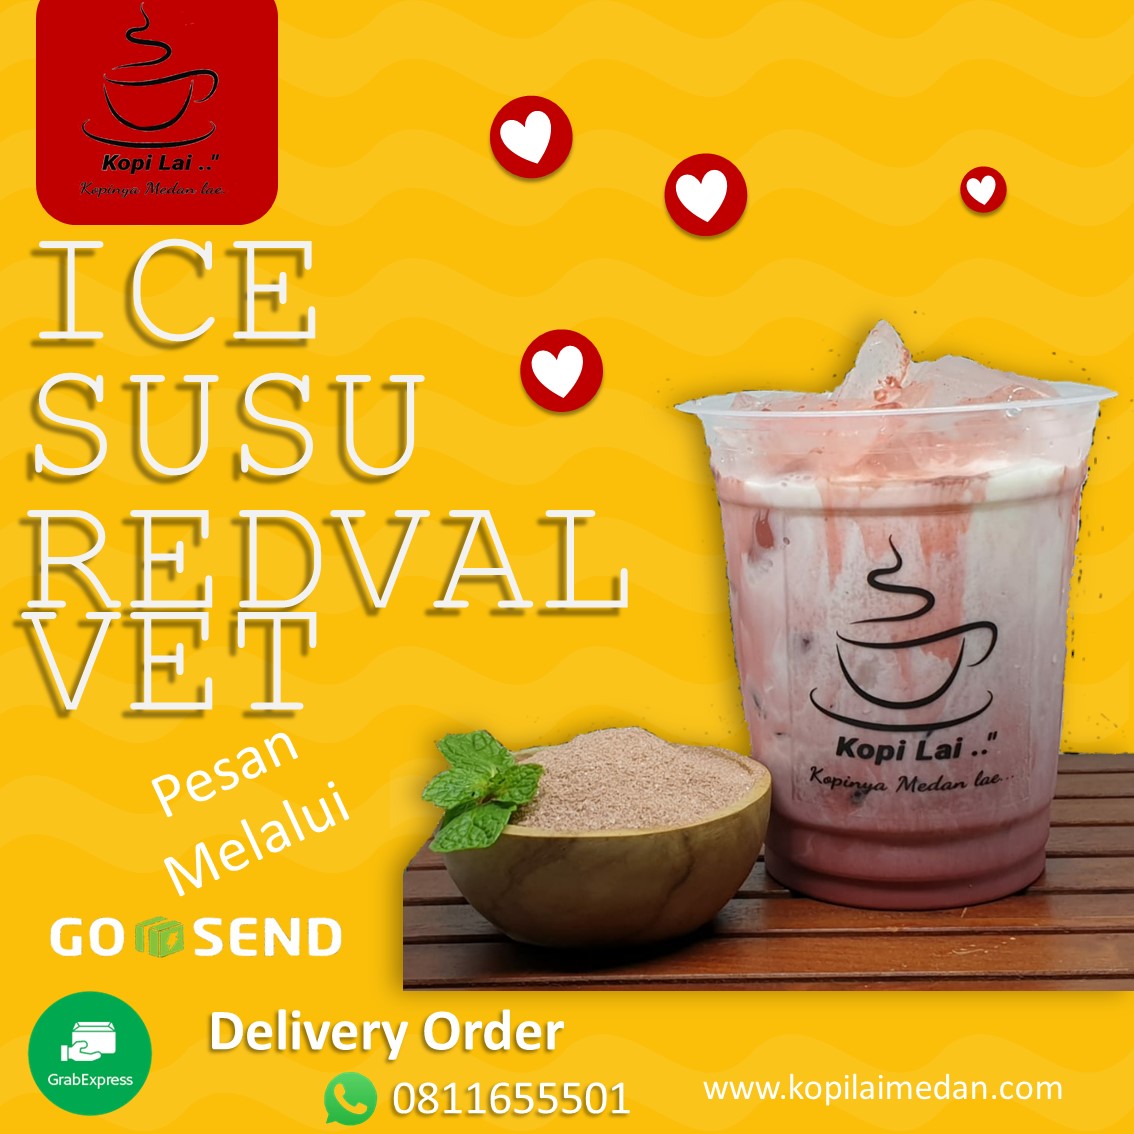 Kopi Lai .."
Kopinya Medan lae...
ICE
SUSU
REDVAL
VET
Pesan
Melalui
GO SEND
GrabExpress
Delivery Order
0811655501
www.kopilaimedan.com
Kopi Lai .."
Kopinya Medan lae...